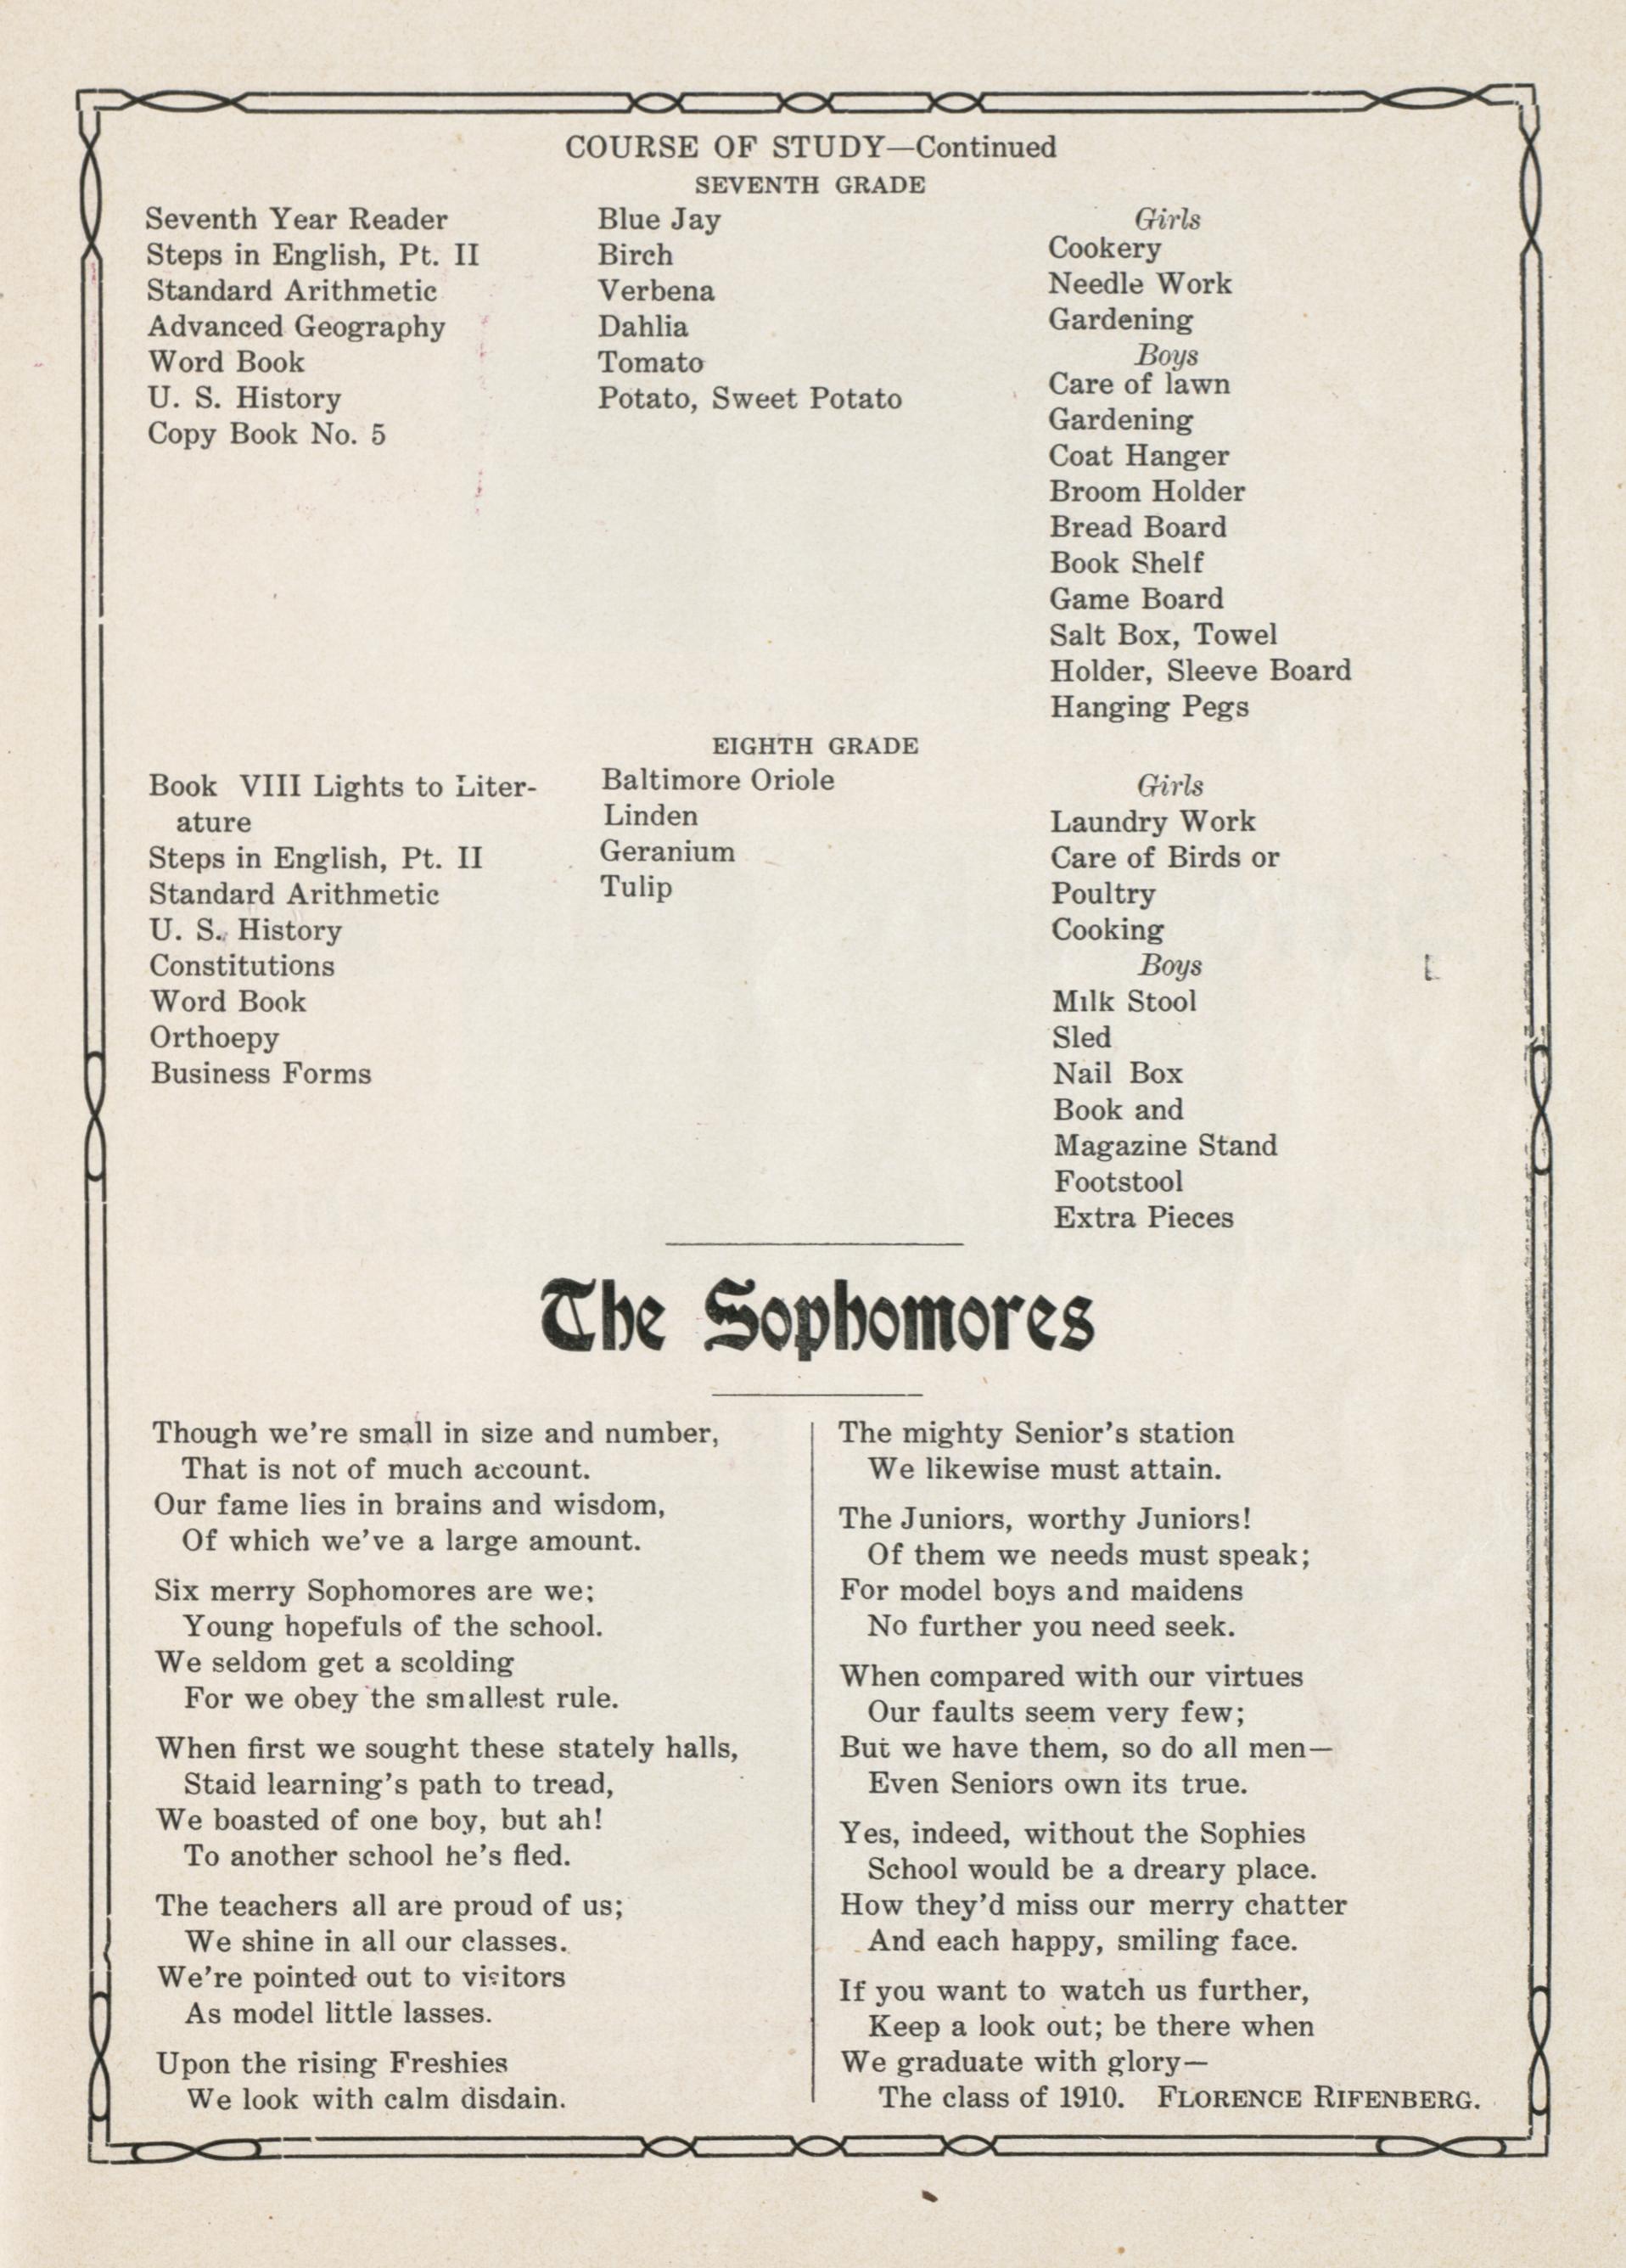 COURSE OF STUDY—Continued
SEVENTH GRADE
Seventh Year Reader
Steps in English, Pt. II
Standard Arithmetic
Advanced Geography
Word Book
U. S. History
Copy Book No. 5
Blue Jay
Birch
Verbena
Dahlia
Tomato
Potato, Sweet Potato
Girls
Cookery
Needle Work
Gardening
Boys
Care of lawn
Gardening
Coat Hanger
Broom Holder
Bread Board
Book Shelf
Game Board
Salt Box, Towel
Holder, Sleeve Board
Hanging Pegs
EIGHTH GRADE
Book VIII Lights to Liter-
ature
Steps in English, Pt. II
Standard Arithmetic
U. S. History
Constitutions
Word Book
Orthoepy
Business Forms
Baltimore Oriole
Linden
Geranium
Tulip
Girls
Laundry Work
Care of Birds or
Poultry
Cooking
Boys
Milk Stool
Sled
Nail Box
Book and
Magazine Stand
Footstool
Extra Pieces
The Sophomores
Though we're small in size and number,
That is not of much account.
Our fame lies in brains and wisdom,
Of which we've a large amount.
Six merry Sophomores are we;
Young hopefuls of the school.
We seldom get a scolding
For we obey the smallest rule.
When first we sought these stately halls,
Staid learning's path to tread,
We boasted of one boy, but ah!
To another school he's fled.
The teachers all are proud of us;
We shine in all our classes.
We're pointed out to visitors
As model little lasses.
Upon the rising Freshies
We look with calm disdain.
The mighty Senior's station
We likewise must attain.
The Juniors, worthy Juniors!
Of them we needs must speak;
For model boys and maidens
No further you need seek.
When compared with our virtues
Our faults seem very few;
But we have them, so do all men—
Even Seniors own its true.
Yes, indeed, without the Sophies
School would be a dreary place.
How they'd miss our merry chatter
And each happy, smiling face.
If you want to watch us further,
Keep a look out; be there when
We graduate with glory—
The class of 1910. FLORENCE RIFENBERG.